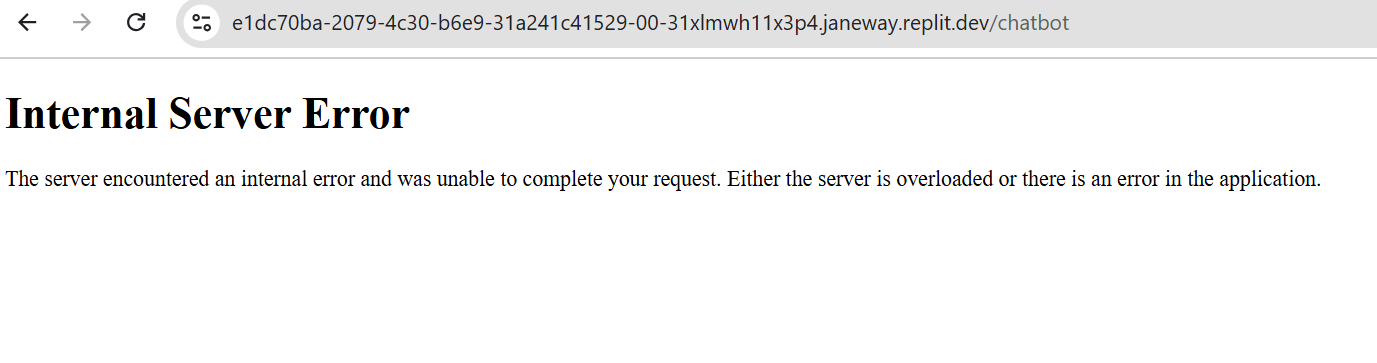 e1dc70ba-2079-4c30-b6e9-31a241c41529-00-31xlmwh11x3p4.janeway.replit.dev/chatbot
Internal Server Error
The server encountered an internal error and was unable to complete your request. Either the server is overloaded or there is an error in the application.